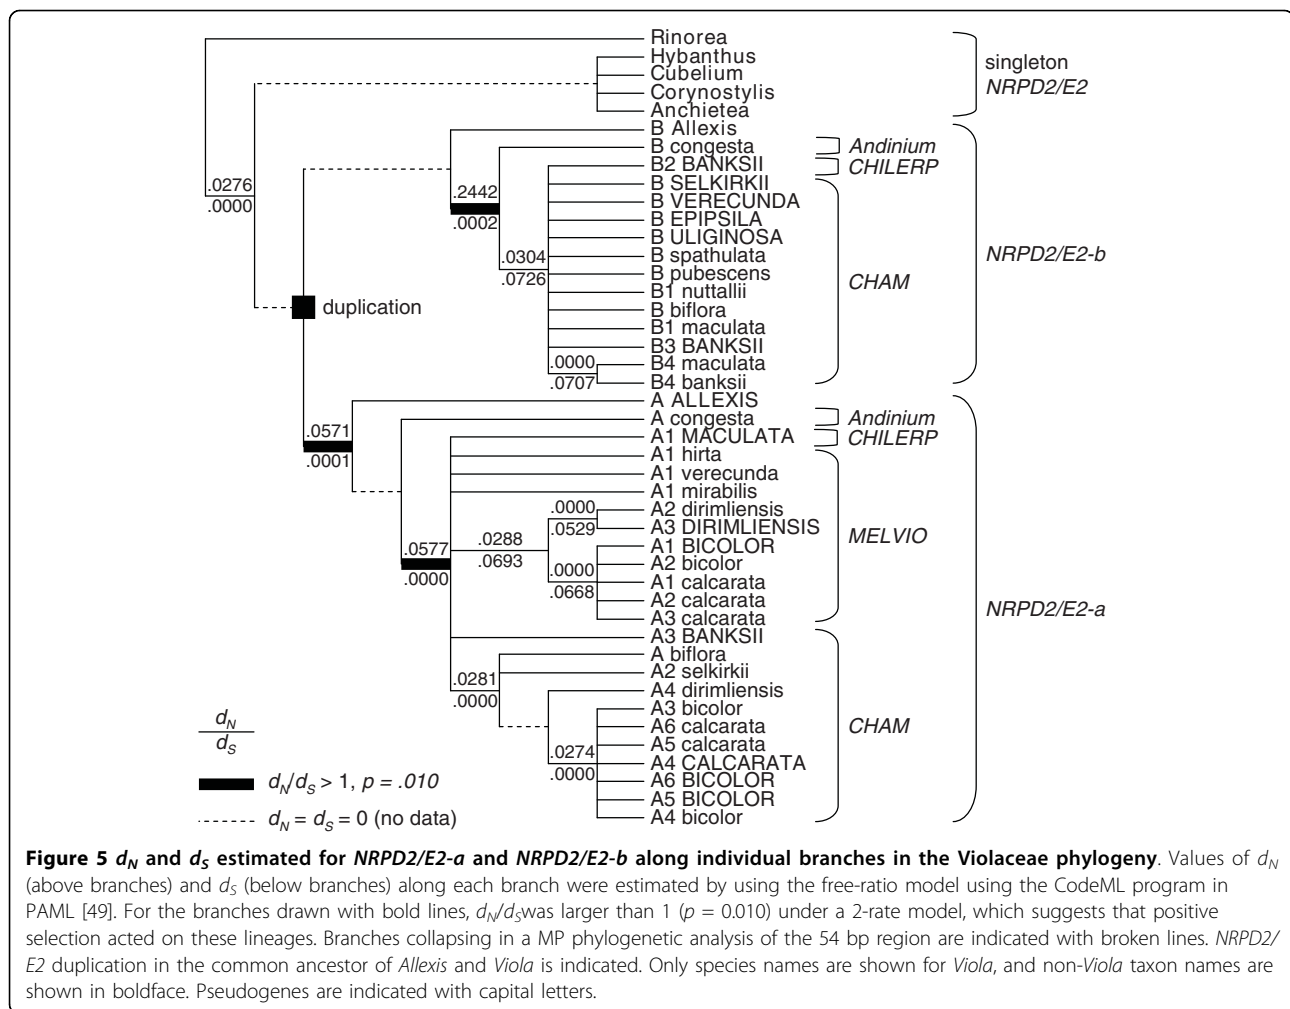 Rinorea
Hybanthus
Cubelium
Corynostylis
Anchietea
singleton
NRPD2/E2
B Allexis
B congesta
Andinium
B2 BANKSII
CHILERP
B SELKIRKII
B VERECUNDA
B EPIPSILA
B ULIGINOSA
B spathulata
B pubescens
B1 nuttallii
B biflora
B1 maculata
B3 BANKSII
B4 maculata
B4 banksii
CHAM
NRPD2/E2-b
.0276
.0000
.2442
.0002
.0304
.0726
.0000
.0707
duplication
A ALLEXIS
A congesta
Andinium
A1 MACULATA
CHILERP
A1 hirta
A1 verecunda
A1 mirabilis
A2 dirimliensis
A3 DIRIMLIENSIS
A1 BICOLOR
A2 bicolor
A1 calcarata
A2 calcarata
A3 calcarata
MELVIO
A3 BANKSII
A biflora
A2 selkirkii
A4 dirimliensis
A3 bicolor
A6 calcarata
A5 calcarata
A4 CALCARATA
A6 BICOLOR
A5 BICOLOR
A4 bicolor
CHAM
NRPD2/E2-a
.0571
.0001
.0577
.0000
.0288
.0693
.0000
.0529
.0000
.0668
.0281
.0000
.0274
.0000
dN
dS
dN/dS > 1, p = .010
dN = dS = 0 (no data)
Figure 5 dN and dS estimated for NRPD2/E2-a and NRPD2/E2-b along individual branches in the Violaceae phylogeny. Values of dN
(above branches) and dS (below branches) along each branch were estimated by using the free-ratio model using the CodeML program in
PAML [49]. For the branches drawn with bold lines, dN/dSwas larger than 1 (p = 0.010) under a 2-rate model, which suggests that positive
selection acted on these lineages. Branches collapsing in a MP phylogenetic analysis of the 54 bp region are indicated with broken lines. NRPD2/
E2 duplication in the common ancestor of Allexis and Viola is indicated. Only species names are shown for Viola, and non-Viola taxon names are
shown in boldface. Pseudogenes are indicated with capital letters.